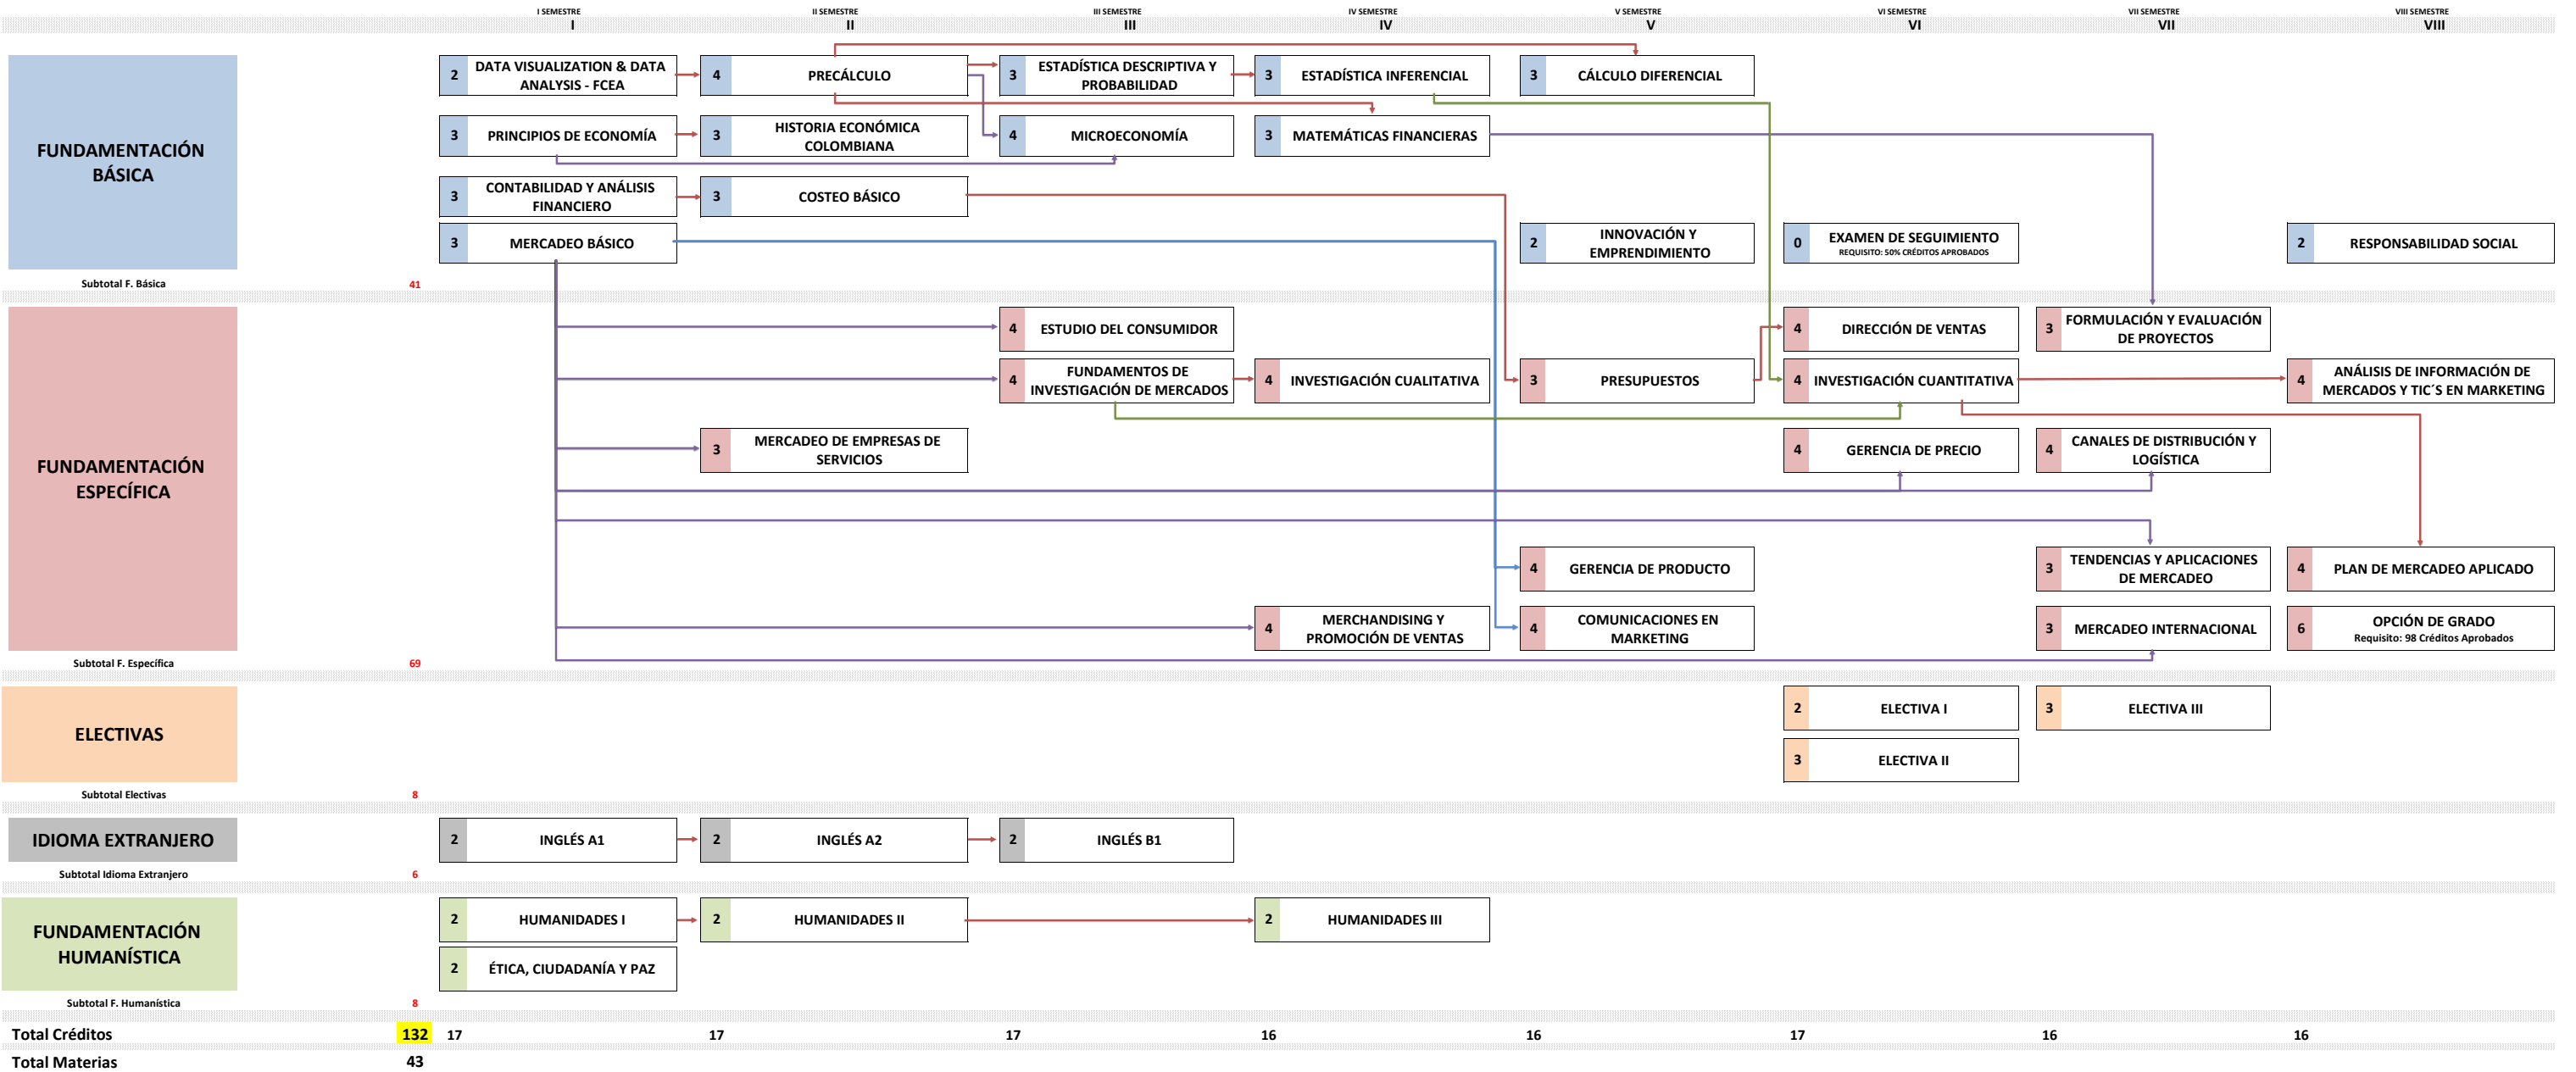 I SEMESTRE II SEMESTRE III SEMESTRE IV SEMESTRE V SEMESTRE VI SEMESTRE VII SEMESTRE VIII SEMESTRE
I II III IV V VI VII VIII
FUNDAMENTACIÓN
BÁSICA
2 DATA VISUALIZATION & DATA
ANALYSIS - FCEA
4 PRECÁLCULO
3 ESTADÍSTICA DESCRIPTIVA Y
PROBABILIDAD
3 ESTADÍSTICA INFERENCIAL
3 CÁLCULO DIFERENCIAL
3 PRINCIPIOS DE ECONOMÍA
3 HISTORIA ECONÓMICA
COLOMBIANA
4 MICROECONOMÍA
3 MATEMÁTICAS FINANCIERAS
3 CONTABILIDAD Y ANÁLISIS
FINANCIERO
3 COSTEO BÁSICO
3 MERCADEO BÁSICO
2 INNOVACIÓN Y
EMPRENDIMIENTO
0 EXAMEN DE SEGUIMIENTO
REQUISITO: 50% CRÉDITOS APROBADOS
2 RESPONSABILIDAD SOCIAL
Subtotal F. Básica 41
FUNDAMENTACIÓN
ESPECÍFICA
4 ESTUDIO DEL CONSUMIDOR
4 DIRECCIÓN DE VENTAS
3 FORMULACIÓN Y EVALUACIÓN
DE PROYECTOS
4 FUNDAMENTOS DE
INVESTIGACIÓN DE MERCADOS
4 INVESTIGACIÓN CUALITATIVA
3 PRESUPUESTOS
4 INVESTIGACIÓN CUANTITATIVA
4 ANÁLISIS DE INFORMACIÓN DE
MERCADOS Y TIC´S EN MARKETING
3 MERCADEO DE EMPRESAS DE
SERVICIOS
4 GERENCIA DE PRECIO
4 CANALES DE DISTRIBUCIÓN Y
LOGÍSTICA
4 GERENCIA DE PRODUCTO
3 TENDENCIAS Y APLICACIONES
DE MERCADEO
4 PLAN DE MERCADEO APLICADO
4 MERCHANDISING Y
PROMOCIÓN DE VENTAS
4 COMUNICACIONES EN
MARKETING
3 MERCADEO INTERNACIONAL
6 OPCIÓN DE GRADO
Requisito: 98 Créditos Aprobados
Subtotal F. Específica 69
ELECTIVAS
2 ELECTIVA I
3 ELECTIVA III
3 ELECTIVA II
Subtotal Electivas 8
IDIOMA EXTRANJERO
2 INGLÉS A1
2 INGLÉS A2
2 INGLÉS B1
Subtotal Idioma Extranjero 6
FUNDAMENTACIÓN
HUMANÍSTICA
2 HUMANIDADES I
2 HUMANIDADES II
2 HUMANIDADES III
2 ÉTICA, CIUDADANÍA Y PAZ
Subtotal F. Humanística 8
Total Créditos 132 17 17 17 16 16 17 16 16
Total Materias 43